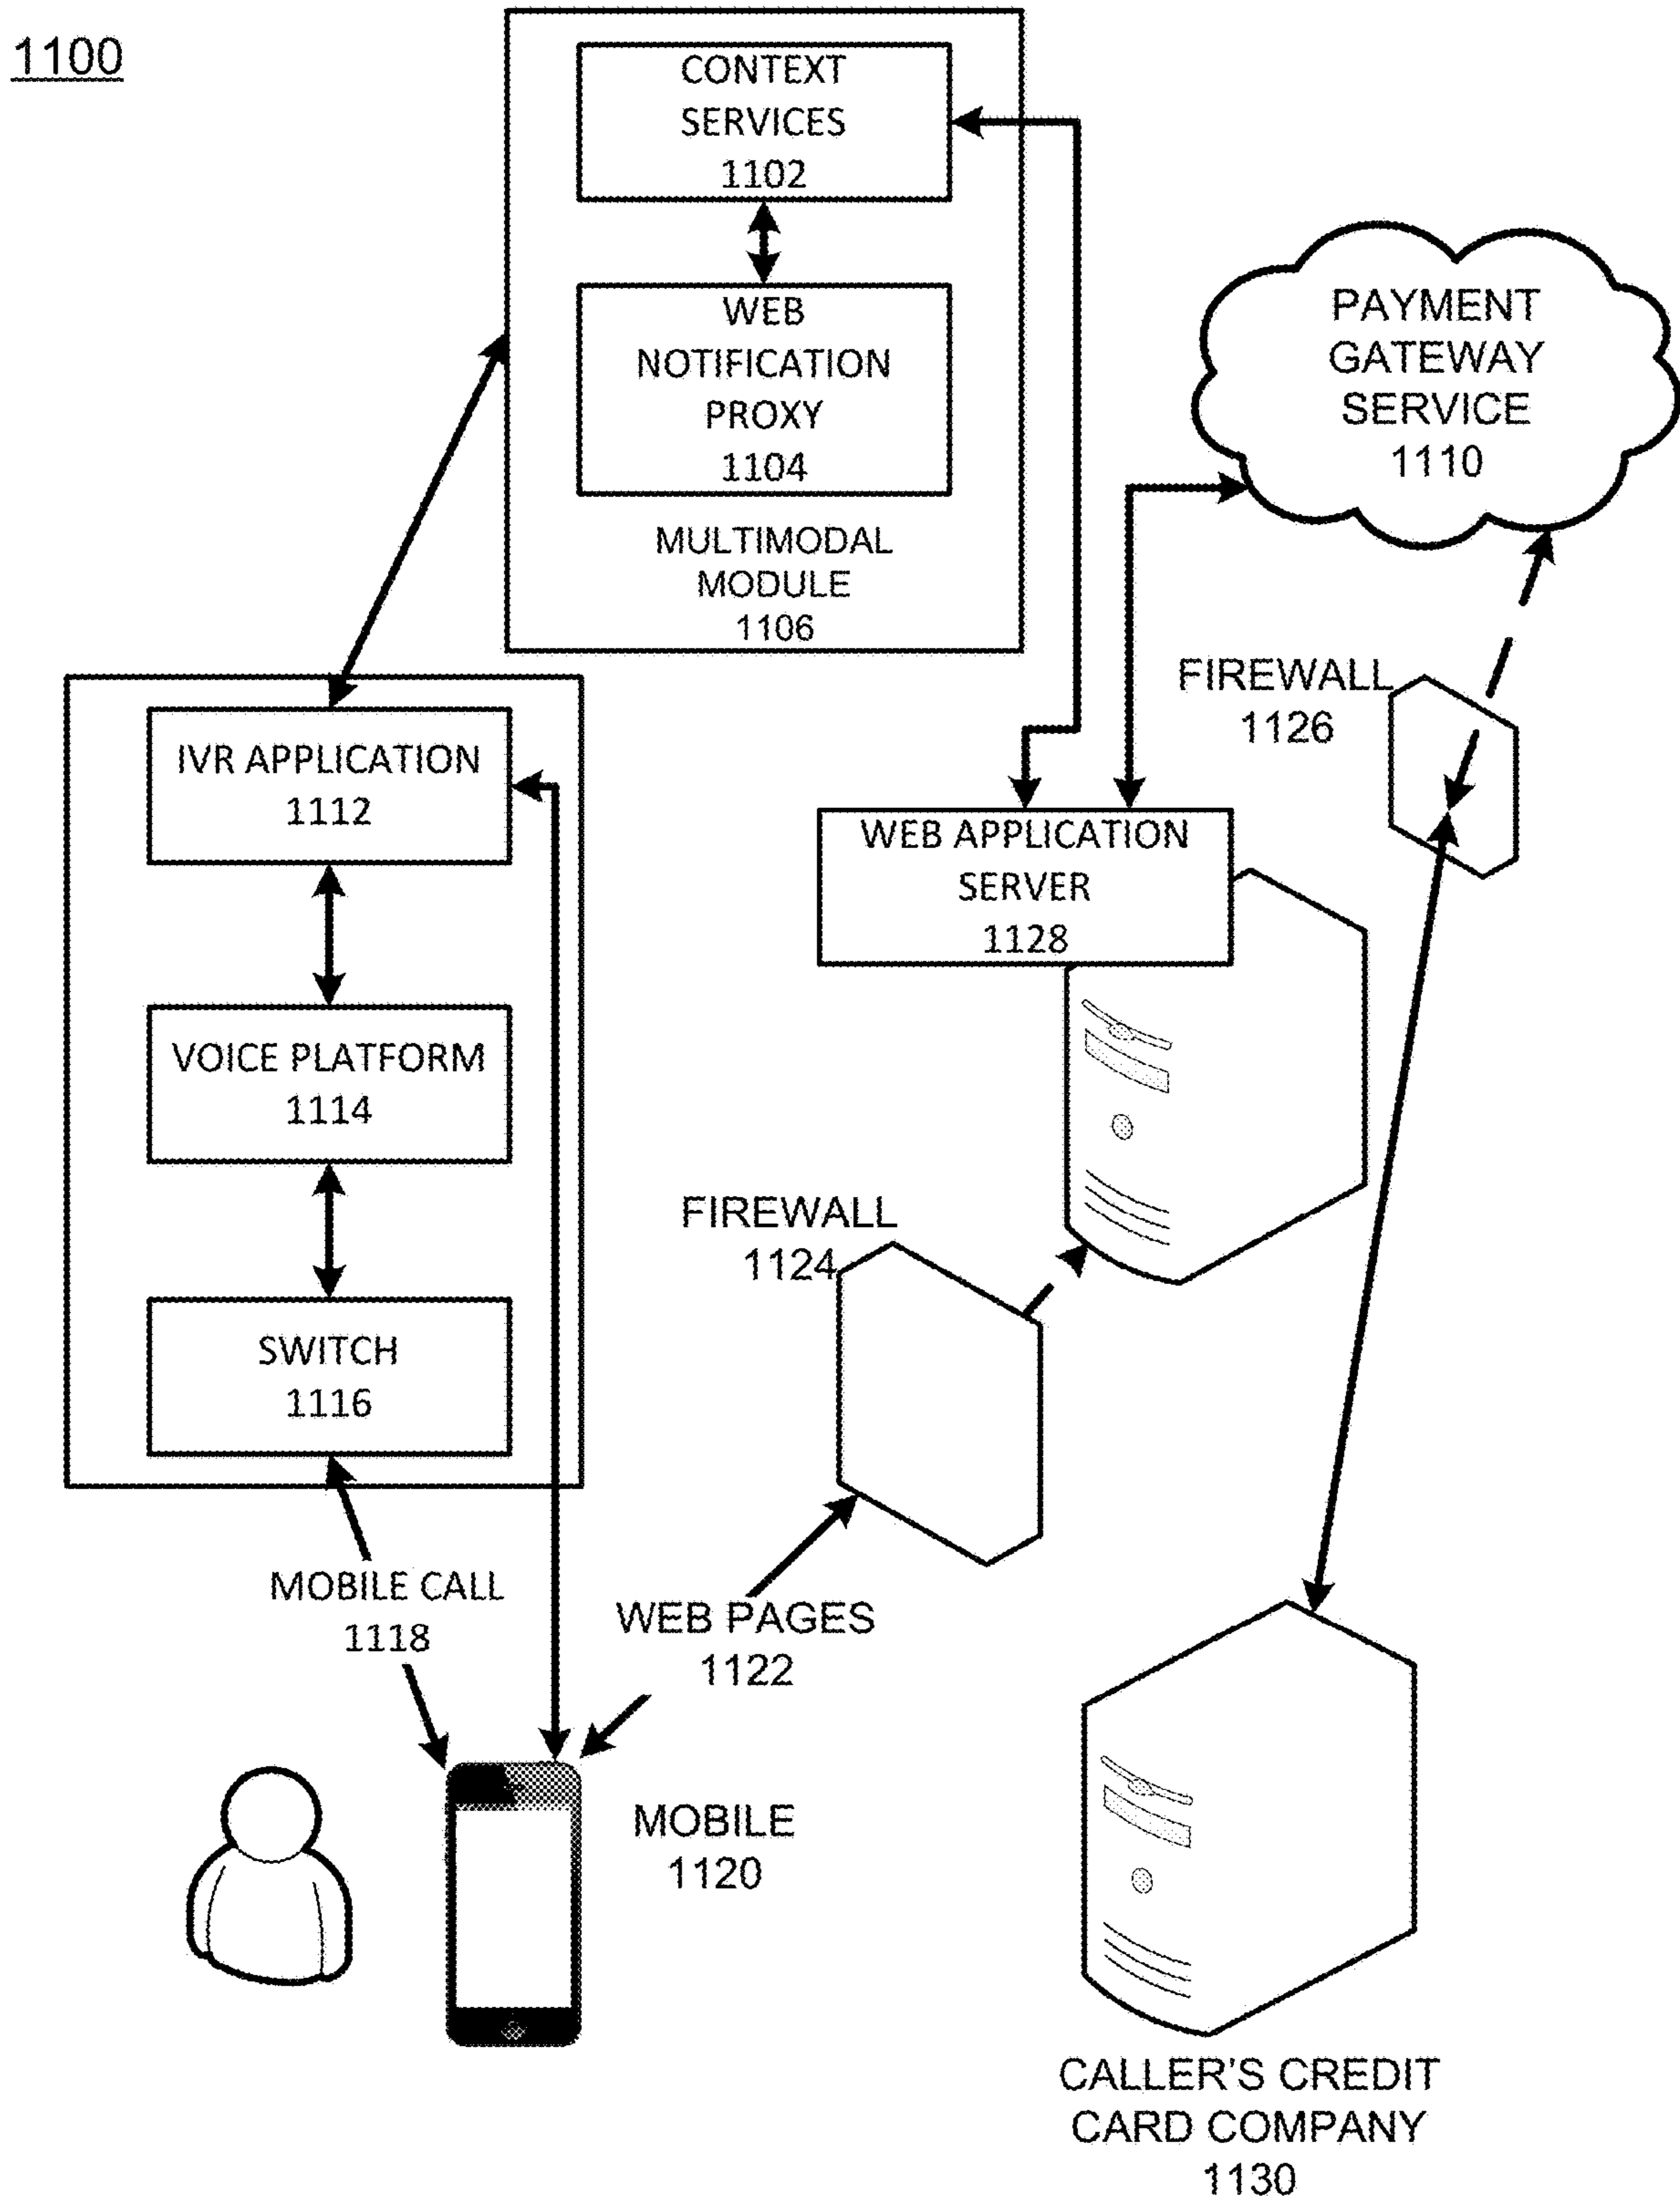 1100
CONTEXT
SERVICES
1102
WEB
NOTIFICATION
PROXY
1104
MULTIMODAL
MODULE
1106
PAYMENT
GATEWAY
SERVICE
1110
FIREWALL
1126
IVR APPLICATION
1112
WEB APPLICATION
SERVER
1128
VOICE PLATFORM
1114
FIREWALL
1124
SWITCH
1116
MOBILE CALL
1118
WEB PAGES
1122
MOBILE
1120
CALLER'S CREDIT
CARD COMPANY
1130